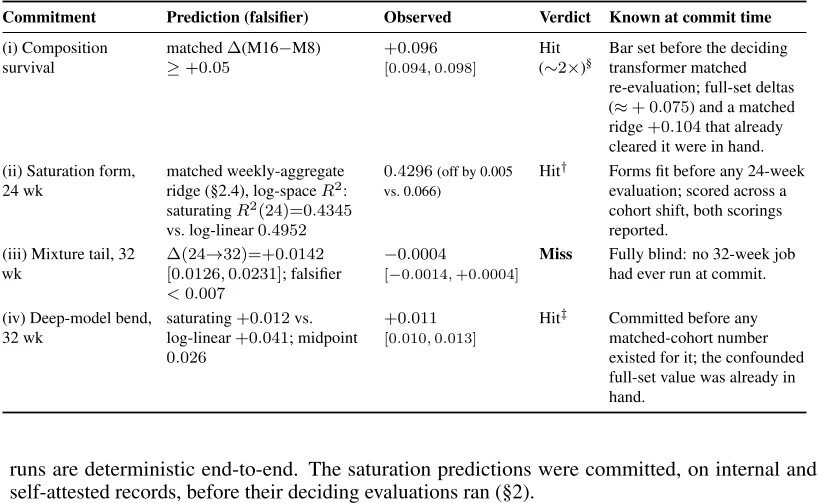 Commitment Prediction (falsifier) Observed Verdict Known at commit time
(i) Composition survival matched Δ(M16−M8) ≥ +0.05 +0.096 [0.094, 0.098] Hit (∼2×)§ Bar set before the deciding transformer matched re-evaluation; full-set deltas (≈ + 0.075) and a matched ridge +0.104 that already cleared it were in hand.
(ii) Saturation form, 24 wk matched weekly-aggregate ridge (§2.4), log-space R²: saturating R²(24)=0.4345 vs. log-linear 0.4952 0.4296 (off by 0.005 vs. 0.066) Hit† Forms fit before any 24-week evaluation; scored across a cohort shift, both scorings reported.
(iii) Mixture tail, 32 wk Δ(24→32)=+0.0142 [0.0126, 0.0231]; falsifier < 0.007 −0.0004 [−0.0014, +0.0004] Miss Fully blind: no 32-week job had ever run at commit.
(iv) Deep-model bend, 32 wk saturating +0.012 vs. log-linear +0.041; midpoint 0.026 +0.011 [0.010, 0.013] Hit‡ Committed before any matched-cohort number existed for it; the confounded full-set value was already in hand.
runs are deterministic end-to-end. The saturation predictions were committed, on internal and
self-attested records, before their deciding evaluations ran (§2).